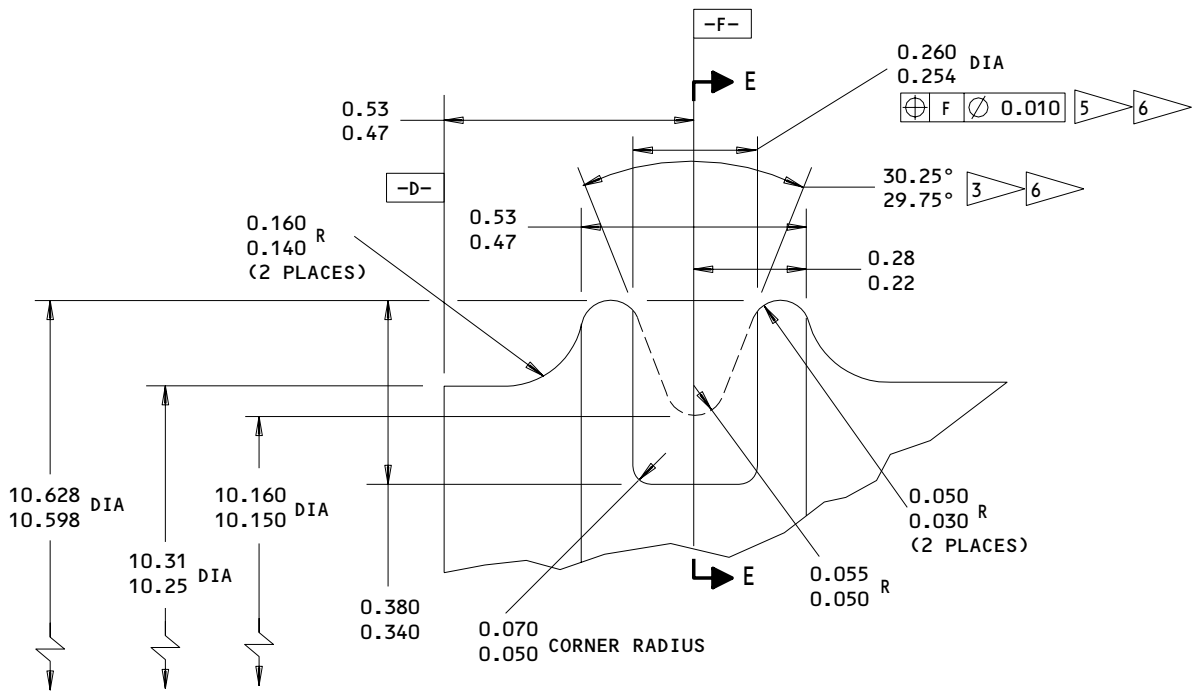 -F-
E
0.260
0.254 DIA
⌖ F ∅ 0.010 5 6
0.53
0.47
-D-
30.25°
29.75° 3 6
0.53
0.47
0.160
0.140 R
(2 PLACES)
0.28
0.22
10.628
10.598 DIA
10.31
10.25 DIA
10.160
10.150 DIA
0.380
0.340
0.070
0.050 CORNER RADIUS
E
0.055
0.050 R
0.050
0.030 R
(2 PLACES)